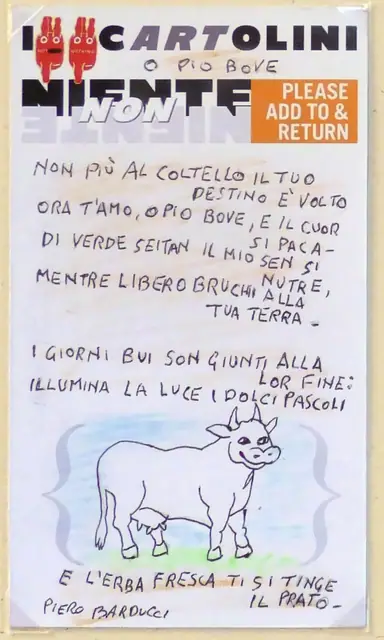 I CARTOLINI
O PIO BOVE
NIENTE
NON
NIENTE
PLEASE
ADD TO &
RETURN
NON PIÙ AL COLTELLO IL TUO
DESTINO È VOLTO
ORA T'AMO, O PIO BOVE, E IL CUOR
SI PACA-
DI VERDE SEITAN IL MIO SEN SI
NUTRE,
MENTRE LIBERO BRUCHI ALLA
TUA TERRA-
I GIORNI BUI SON GIUNTI ALLA
LOR FINE:
ILLUMINA LA LUCE I DOLCI PASCOLI
E L'ERBA FRESCA TI SI TINGE
IL PRATO-
PIERO BARDUCCI